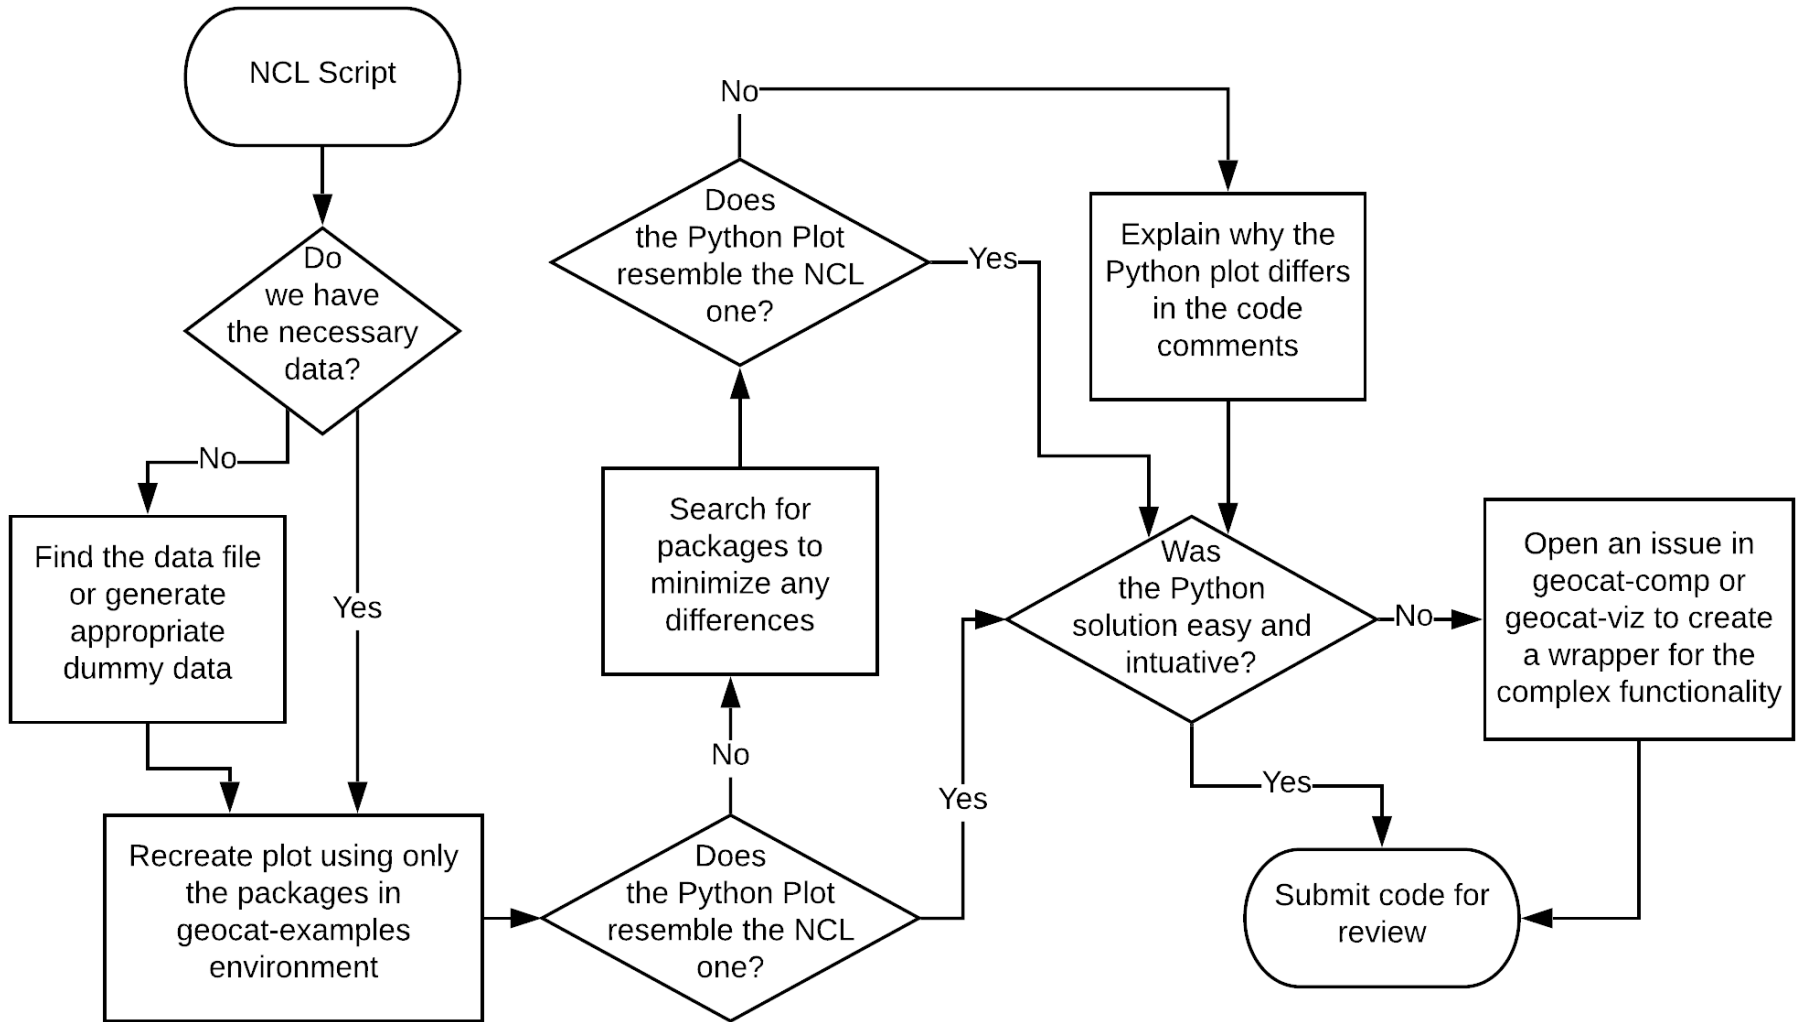 NCL Script
Do
we have
the necessary
data?
No
Yes
Find the data file
or generate
appropriate
dummy data
Recreate plot using only
the packages in
geocat-examples
environment
Does
the Python Plot
resemble the NCL
one?
No
Yes
Search for
packages to
minimize any
differences
Does
the Python Plot
resemble the NCL
one?
No
Yes
Explain why the
Python plot differs
in the code
comments
Was
the Python
solution easy and
intuative?
No
Yes
Open an issue in
geocat-comp or
geocat-viz to create
a wrapper for the
complex functionality
Submit code for
review